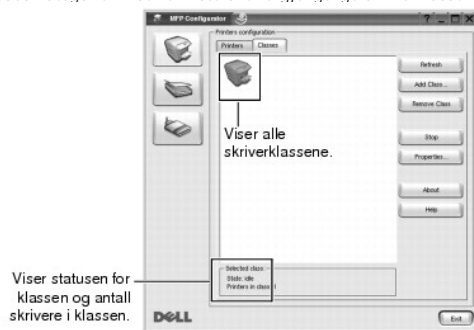 MFP Configurator
Printers configuration
Printers Classes
Refresh
Add Class...
Remove Class
Stop
Properties...
About
Help
Viser alle
skriverklassene.
Selected class:
State: idle
Printers in class:
Viser statusen for
klassen og antall
skrivere i klassen.
DELL
Exit